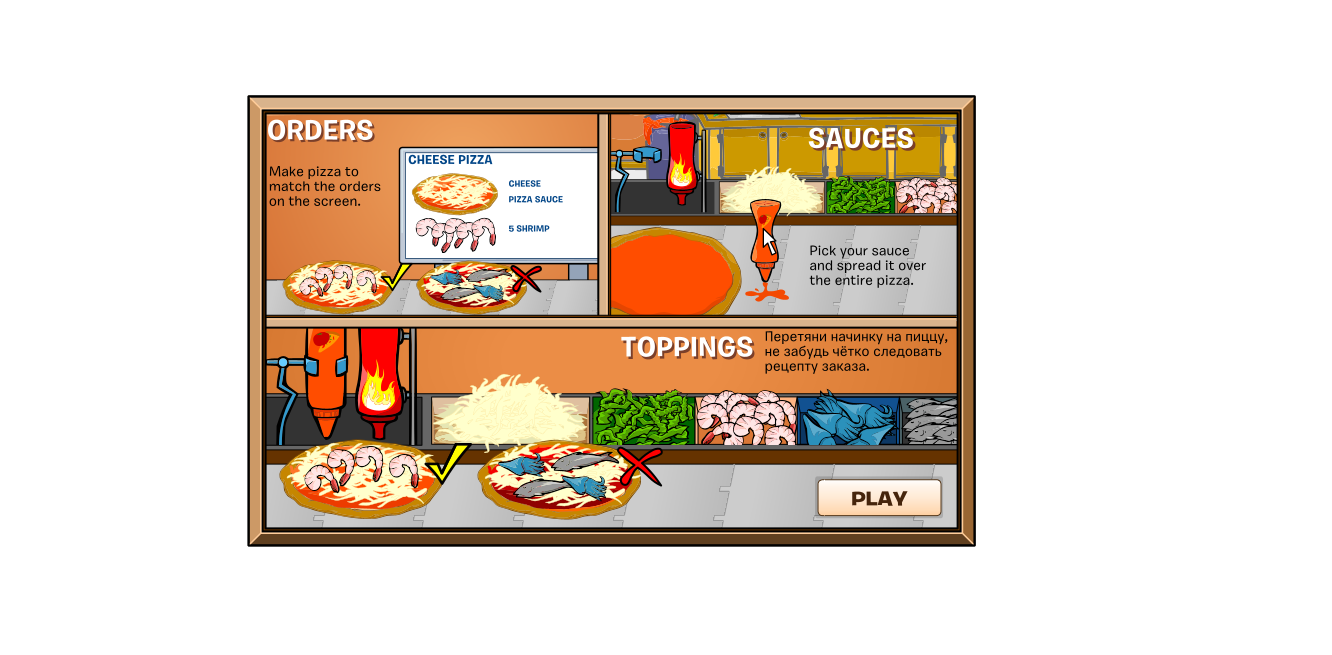 ORDERS
Make pizza to
match the orders
on the screen.
CHEESE PIZZA
CHEESE
PIZZA SAUCE
5 SHRIMP
SAUCES
Pick your sauce
and spread it over
the entire pizza.
TOPPINGS
Перетяни начинку на пиццу,
не забудь чётко следовать
рецепту заказа.
PLAY